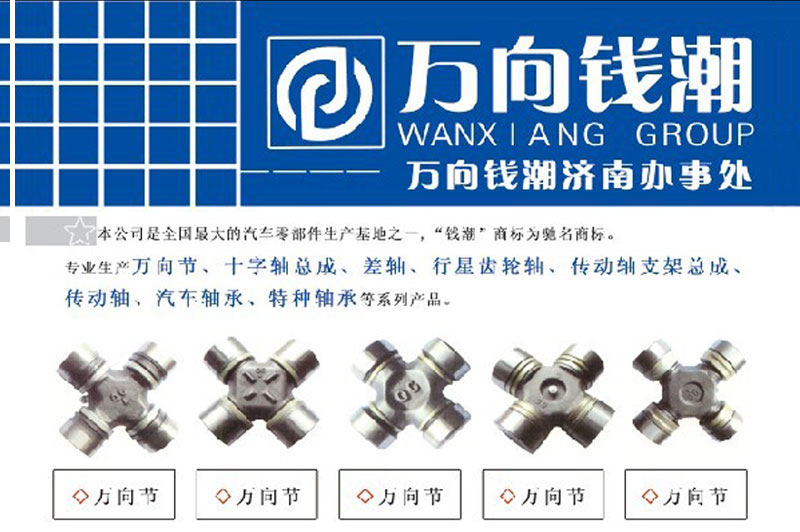 万向钱潮
WANXIANG GROUP
万向钱潮济南办事处
本公司是全国最大的汽车零部件生产基地之一，“钱潮”商标为驰名商标。
专业生产万向节、十字轴总成、差轴、行星齿轮轴、传动轴支架总成、
传动轴、汽车轴承、特种轴承等系列产品。
万向节
万向节
万向节
万向节
万向节